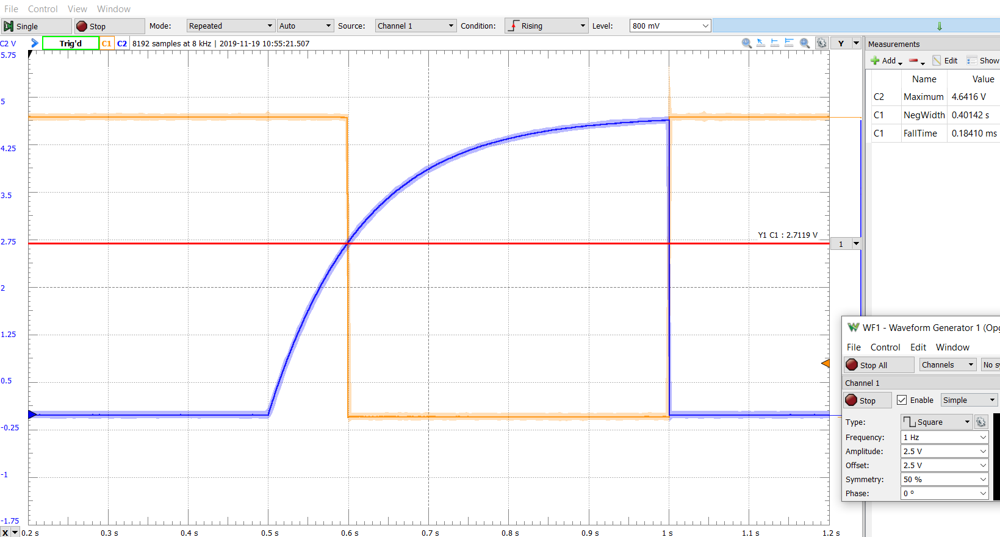 File Control View Window
Single Stop Mode: Repeated Auto Source: Channel 1 Condition: Rising Level: 800 mV
C2 V Trig'd C1 C2 8192 samples at 8 kHz | 2019-11-19 10:55:21.507 Y
5.75
5
4.25
3.5
2.75
2
1.25
0.5
-0.25
-1
-1.75
Y1 C1 : 2.7119 V
1
X 0.2 s 0.3 s 0.4 s 0.5 s 0.6 s 0.7 s 0.8 s 0.9 s 1 s 1.1 s 1.2 s
Measurements
Add Edit Show
Name Value
C2 Maximum 4.6416 V
C1 NegWidth 0.40142 s
C1 FallTime 0.18410 ms
WF1 - Waveform Generator 1 (Op
File Control Edit Window
Stop All Channels No sy
Channel 1
Stop Enable Simple
Type: Square
Frequency: 1 Hz
Amplitude: 2.5 V
Offset: 2.5 V
Symmetry: 50 %
Phase: 0 º